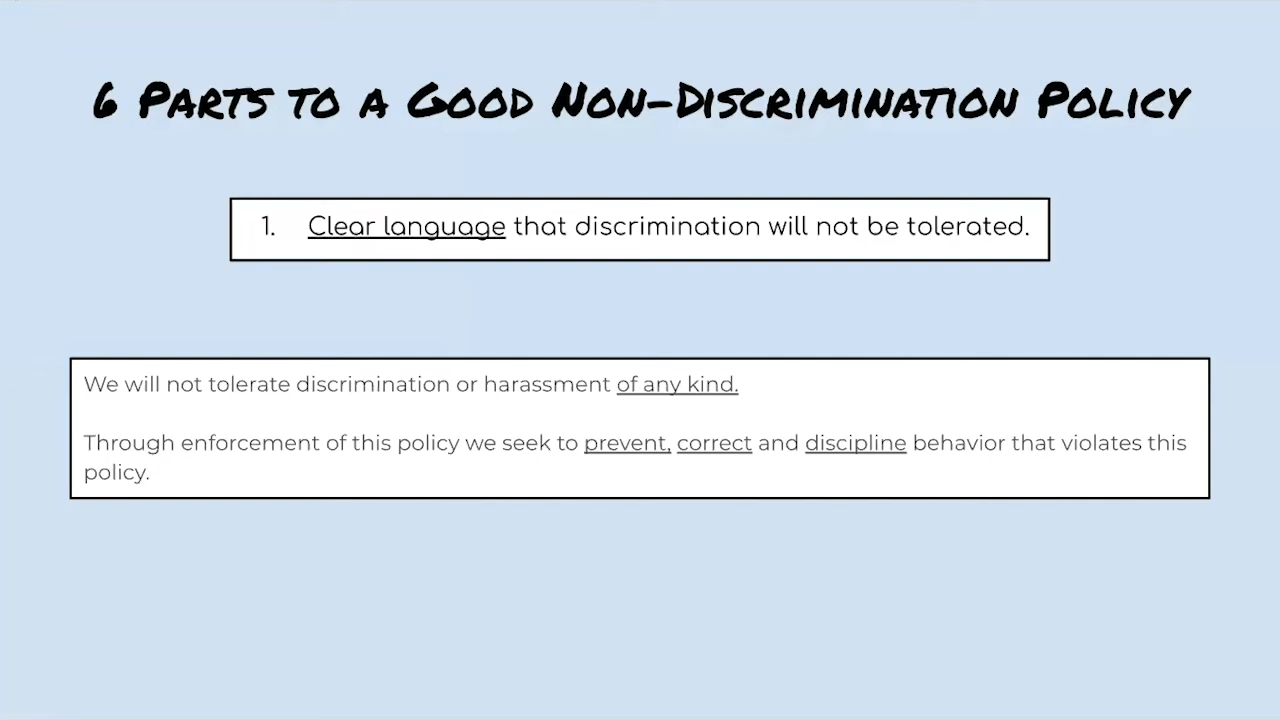 6 Parts to a Good Non-Discrimination Policy
1. Clear language that discrimination will not be tolerated.
We will not tolerate discrimination or harassment of any kind.
Through enforcement of this policy we seek to prevent, correct and discipline behavior that violates this
policy.